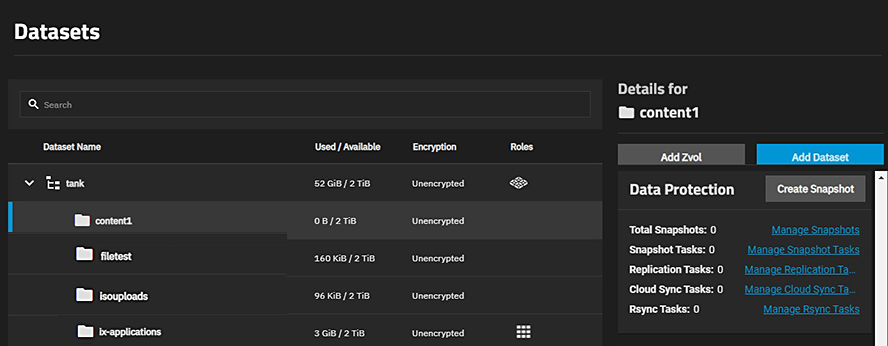 Datasets
Search
Dataset Name Used / Available Encryption Roles
tank 52 GiB / 2 TiB Unencrypted
content1 0 B / 2 TiB Unencrypted
filetest 160 KiB / 2 TiB Unencrypted
isouploads 96 KiB / 2 TiB Unencrypted
ix-applications 3 GiB / 2 TiB Unencrypted
Details for
content1
Add Zvol Add Dataset
Data Protection Create Snapshot
Total Snapshots: 0 Manage Snapshots
Snapshot Tasks: 0 Manage Snapshot Tasks
Replication Tasks: 0 Manage Replication Ta...
Cloud Sync Tasks: 0 Manage Cloud Sync Ta...
Rsync Tasks: 0 Manage Rsync Tasks